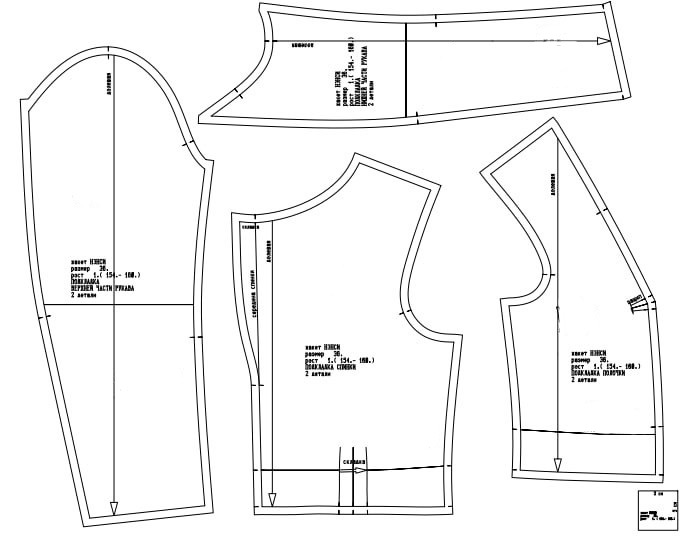 долевая
жакет НЭНСИ
размер 36.
рост 1.( 154.- 160.)
ПОДКЛАДКА
НИЖНЕЙ ЧАСТИ РУКАВА
2 детали
долевая
жакет НЭНСИ
размер 36.
рост 1.( 154.- 160.)
ПОДКЛАДКА
ВЕРХНЕЙ ЧАСТИ РУКАВА
2 детали
складка
долевая
середина спинки
жакет НЭНСИ
размер 36.
рост 1.( 154.- 160.)
ПОДКЛАДКА СПИНКИ
2 детали
складка
долевая
жакет НЭНСИ
размер 36.
рост 1.( 154.- 160.)
ПОДКЛАДКА ПОЛОЧКИ
2 детали